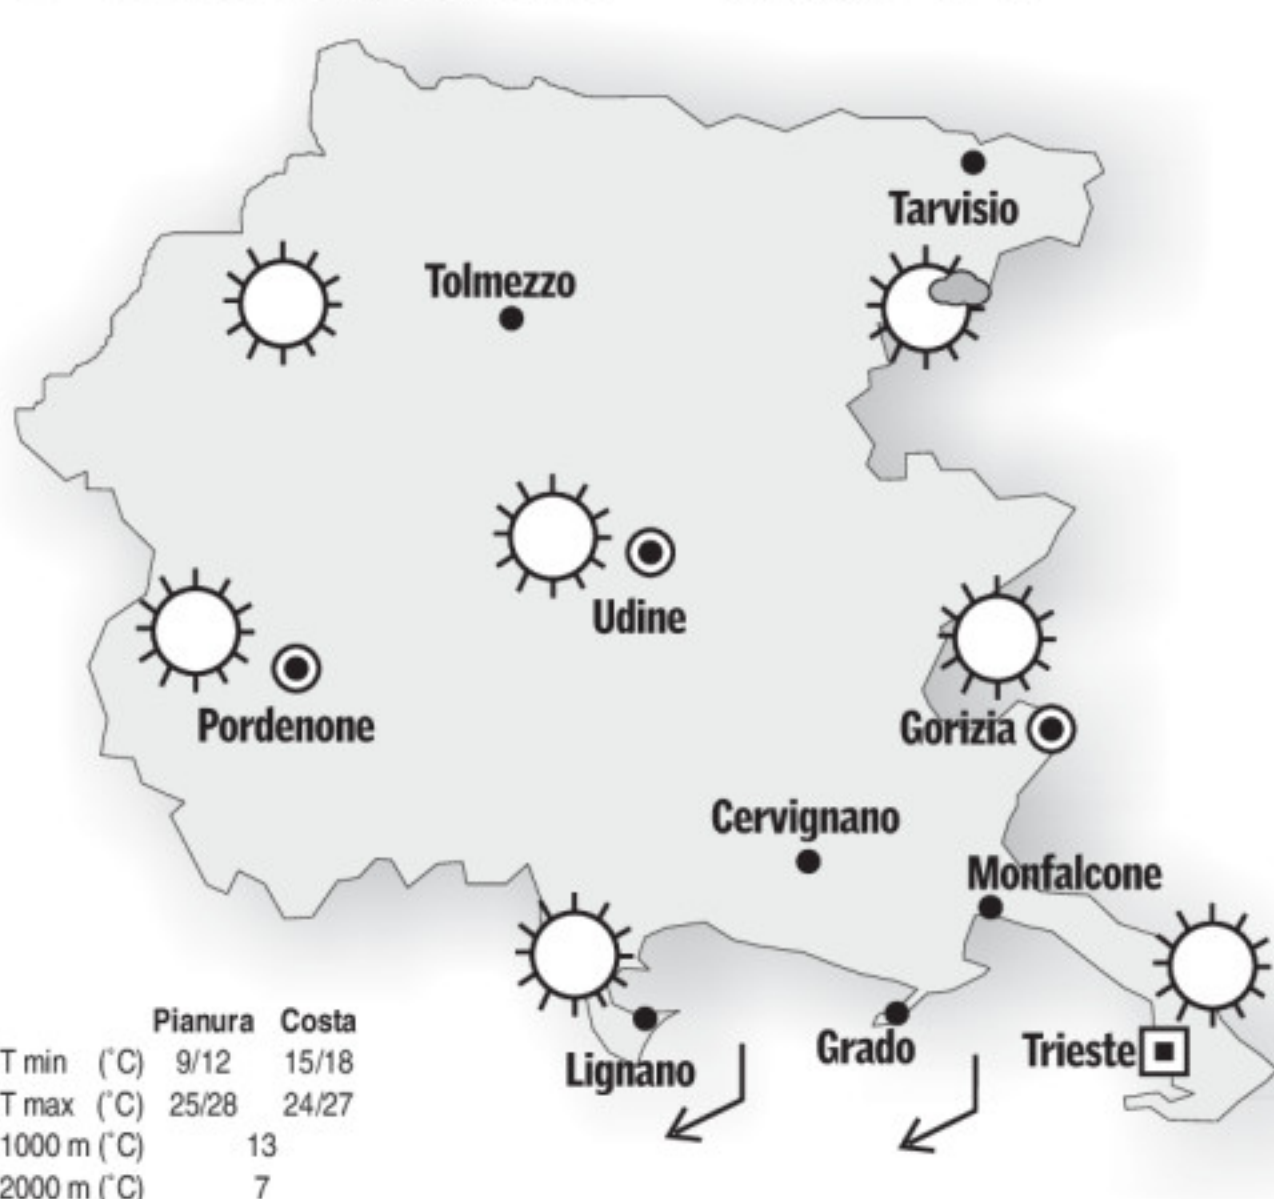 Tarvisio
Tolmezzo
Udine
Pordenone
Gorizia
Cervignano
Monfalcone
Lignano
Grado
Trieste
Pianura Costa
T min (°C) 9/12 15/18
T max (°C) 25/28 24/27
1000 m (°C) 13
2000 m (°C) 7